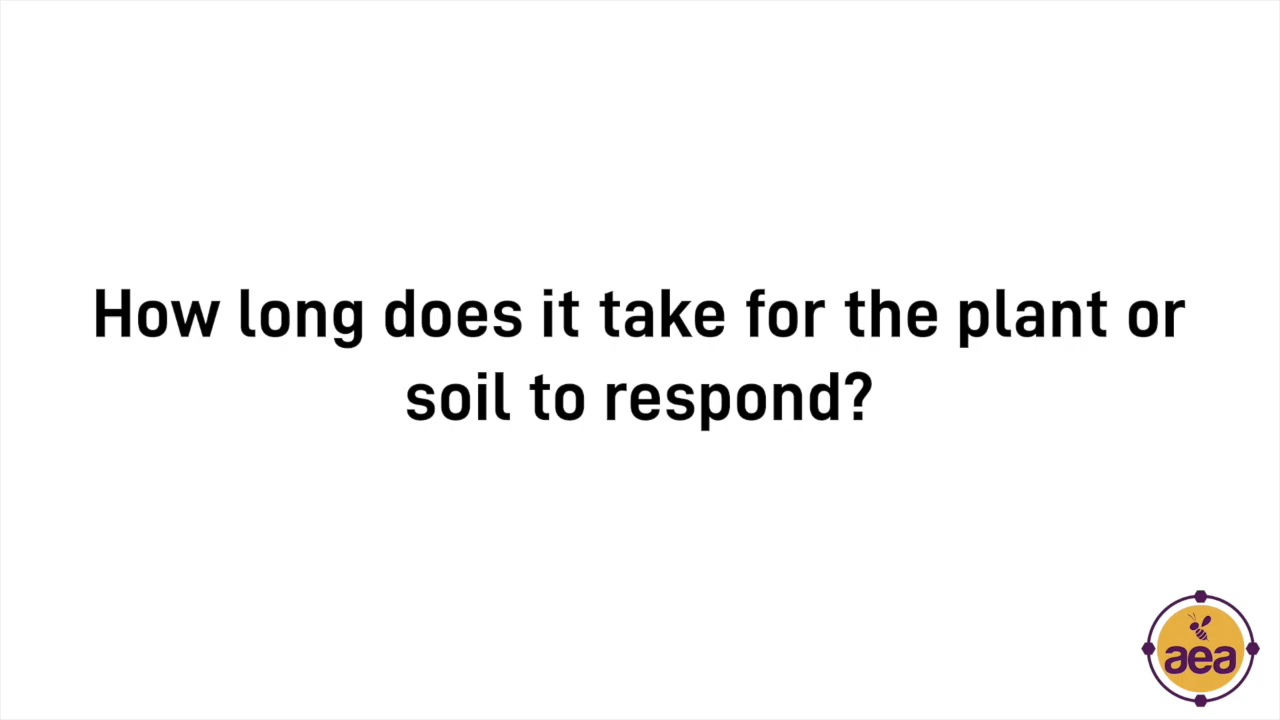 How long does it take for the plant or
soil to respond?
aea